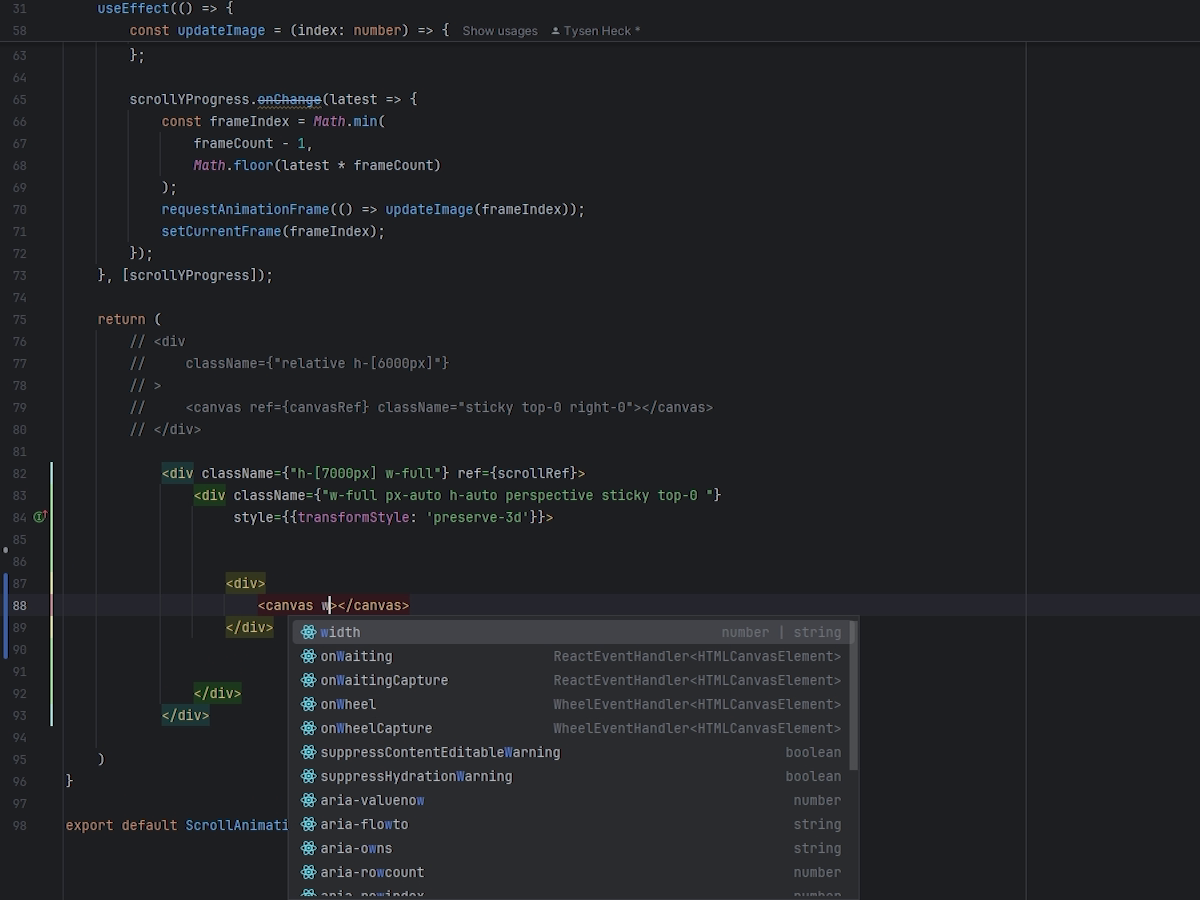 31 useEffect(() => {
58 const updateImage = (index: number) => { Show usages Tysen Heck *
63 };
64
65 scrollYProgress.onChange(latest => {
66 const frameIndex = Math.min(
67 frameCount - 1,
68 Math.floor(latest * frameCount)
69 );
70 requestAnimationFrame(() => updateImage(frameIndex));
71 setCurrentFrame(frameIndex);
72 });
73 }, [scrollYProgress]);
74
75 return (
76 // <div
77 // className={"relative h-[6000px]"}
78 // >
79 // <canvas ref={canvasRef} className="sticky top-0 right-0"></canvas>
80 // </div>
81
82 <div className={"h-[7000px] w-full"} ref={scrollRef}>
83 <div className={"w-full px-auto h-auto perspective sticky top-0 "}
84 style={{transformStyle: 'preserve-3d'}}>
85
86
87 <div>
88 <canvas w></canvas>
89 </div>
90
91
92 </div>
93 </div>
94
95 )
96 }
97
98 export default ScrollAnimati
width number | string
onWaiting ReactEventHandler<HTMLCanvasElement>
onWaitingCapture ReactEventHandler<HTMLCanvasElement>
onWheel WheelEventHandler<HTMLCanvasElement>
onWheelCapture WheelEventHandler<HTMLCanvasElement>
suppressContentEditableWarning boolean
suppressHydrationWarning boolean
aria-valuenow number
aria-flowto string
aria-owns string
aria-rowcount number
aria-rowindex number